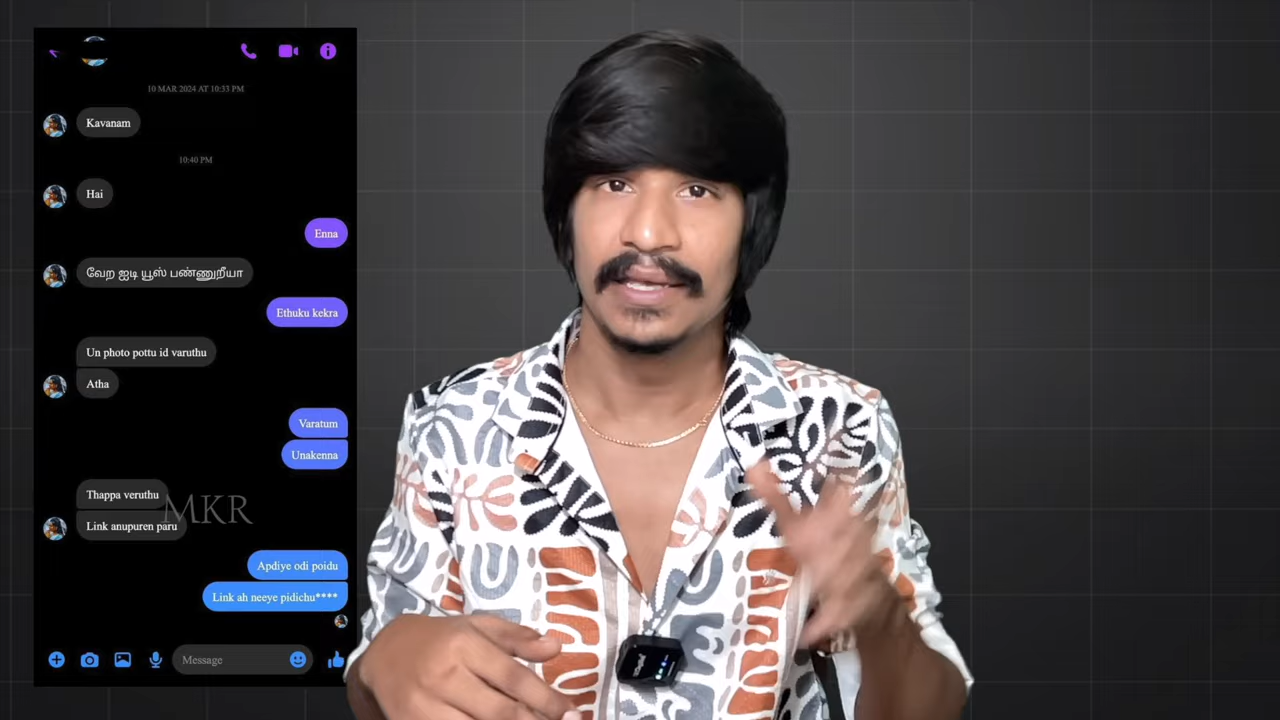 10 MAR 2024 AT 10:33 PM
Kavanam
10:40 PM
Hai
Enna
வேற ஐடி யூஸ் பண்ணுறீயா
Ethuku kekra
Un photo pottu id varuthu
Atha
Varatum
Unakenna
Thappa veruthu
MKR
Link anupuren paru
Apdiye odi poidu
Link ah neeye pidichu****
Message